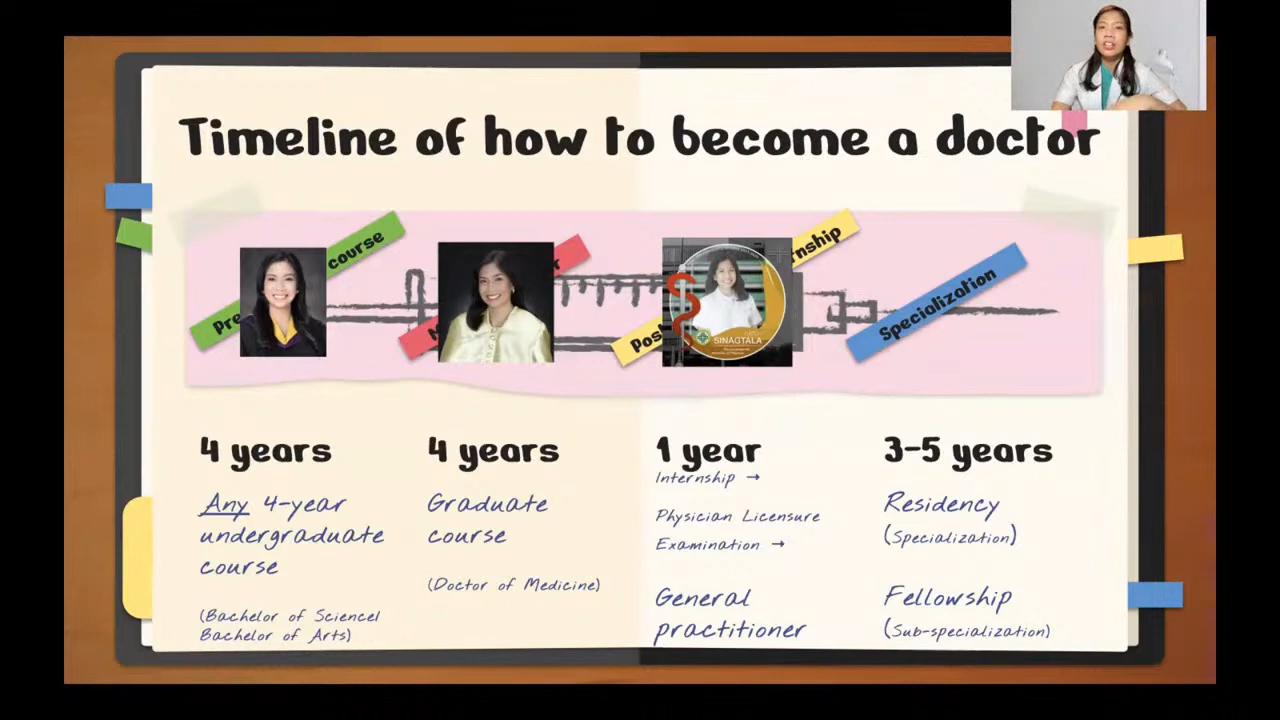 Timeline of how to become a doctor
course
Specialization
SINAGTALA
4 years
Any 4-year
undergraduate
course
(Bachelor of Science/
Bachelor of Arts)
4 years
Graduate
course
(Doctor of Medicine)
1 year
Internship →
Physician Licensure
Examination →
General
practitioner
3-5 years
Residency
(Specialization)
Fellowship
(Sub-specialization)